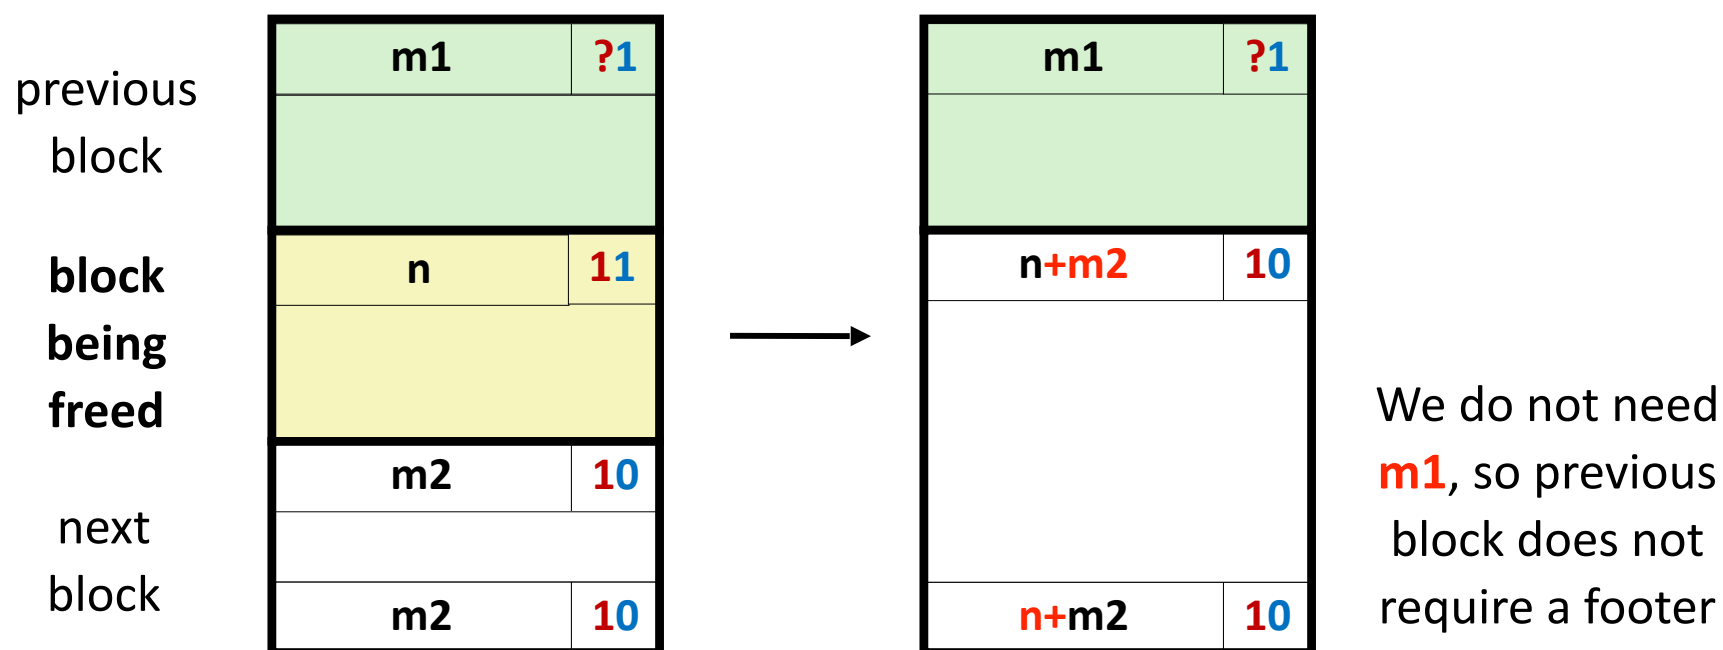 previous
block
block
being
freed
next
block
m1 ?1
n 11
m2 10
m2 10
m1 ?1
n+m2 10
n+m2 10
We do not need
m1, so previous
block does not
require a footer